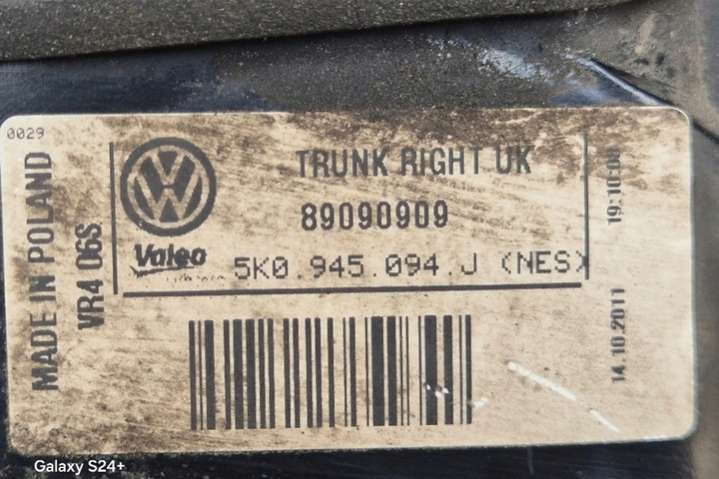 0029
MADE IN POLAND
VR4 06S
TRUNK RIGHT UK
89090909
Valeo
5K0.945.094.J (NES)
19:10:08
14.10.2011
Galaxy S24+